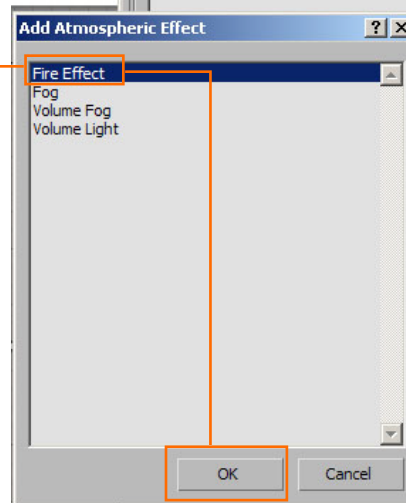 Add Atmospheric Effect
Fire Effect
Fog
Volume Fog
Volume Light
OK
Cancel